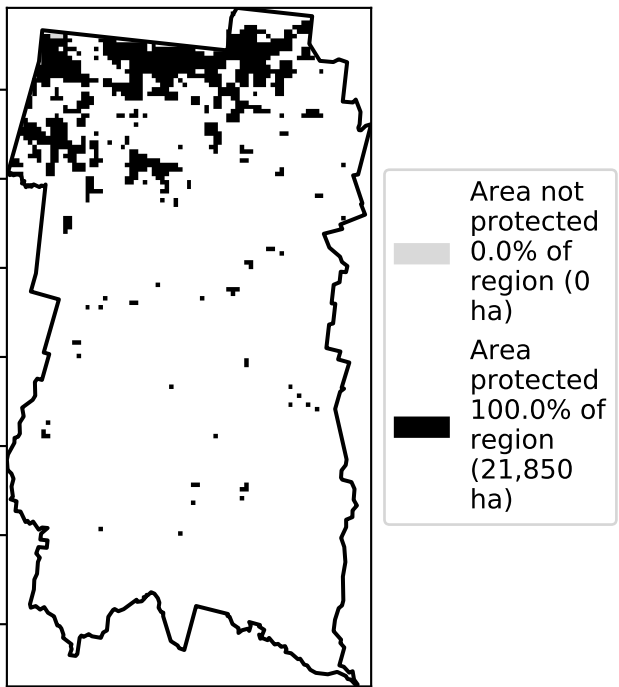 Area not
protected
0.0% of
region (0
ha)
Area
protected
100.0% of
region
(21,850
ha)